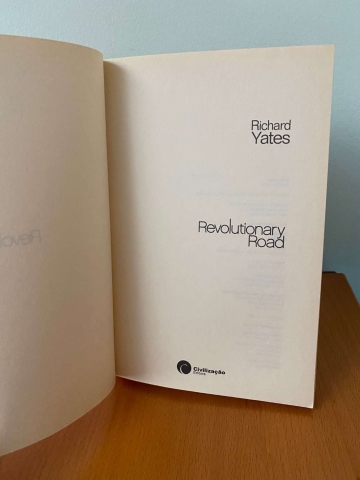 Richard
Yates
Revolutionary
Road
Civilização